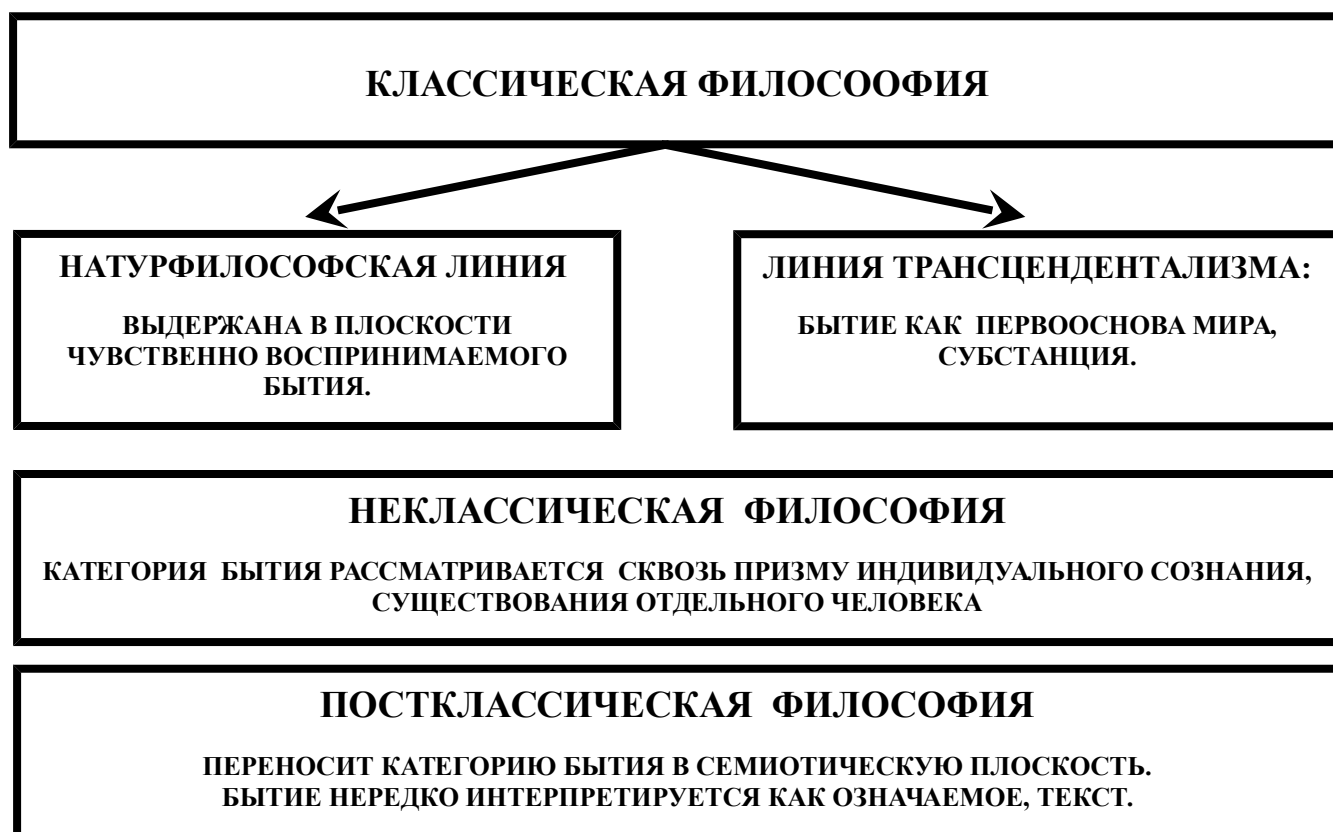 КЛАССИЧЕСКАЯ ФИЛОСООФИЯ
НАТУРФИЛОСОФСКАЯ ЛИНИЯ
ВЫДЕРЖАНА В ПЛОСКОСТИ
ЧУВСТВЕННО ВОСПРИНИМАЕМОГО
БЫТИЯ.
ЛИНИЯ ТРАНСЦЕНДЕНТАЛИЗМА:
БЫТИЕ КАК ПЕРВООСНОВА МИРА,
СУБСТАНЦИЯ.
НЕКЛАССИЧЕСКАЯ ФИЛОСОФИЯ
КАТЕГОРИЯ БЫТИЯ РАССМАТРИВАЕТСЯ СКВОЗЬ ПРИЗМУ ИНДИВИДУАЛЬНОГО СОЗНАНИЯ,
СУЩЕСТВОВАНИЯ ОТДЕЛЬНОГО ЧЕЛОВЕКА
ПОСТКЛАССИЧЕСКАЯ ФИЛОСОФИЯ
ПЕРЕНОСИТ КАТЕГОРИЮ БЫТИЯ В СЕМИОТИЧЕСКУЮ ПЛОСКОСТЬ.
БЫТИЕ НЕРЕДКО ИНТЕРПРЕТИРУЕТСЯ КАК ОЗНАЧАЕМОЕ, ТЕКСТ.